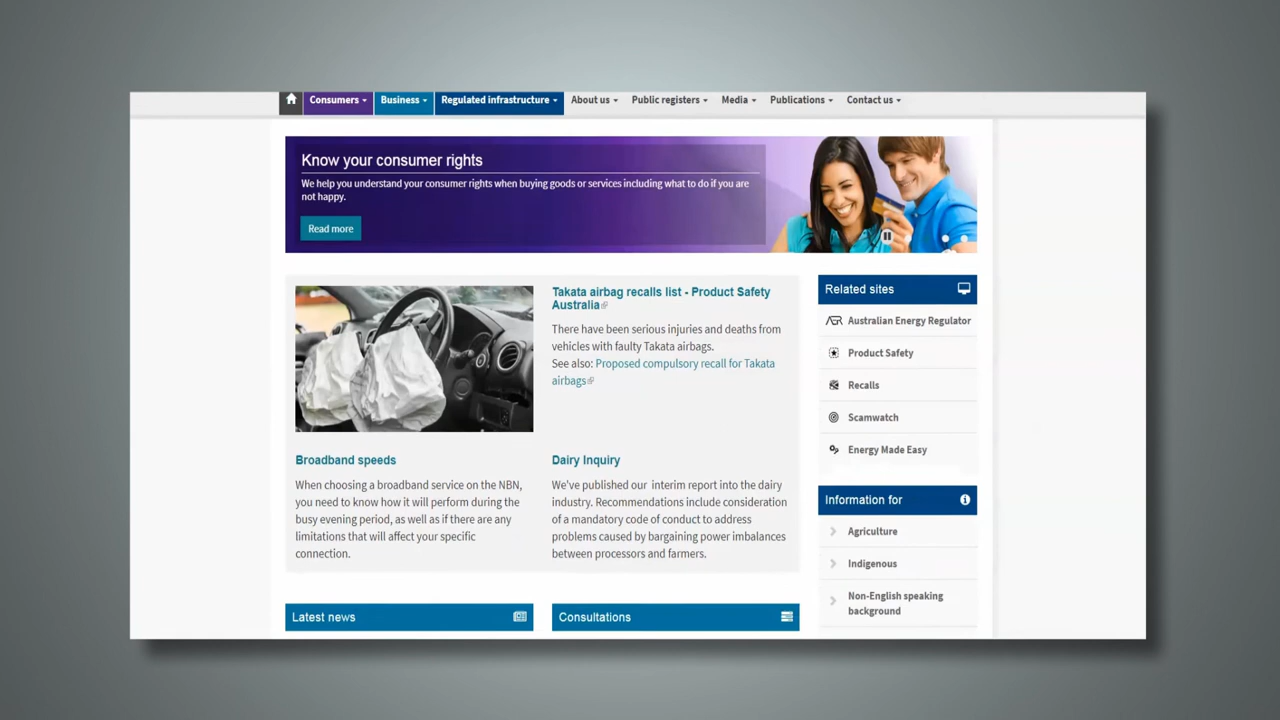 Consumers Business Regulated infrastructure About us Public registers Media Publications Contact us
Know your consumer rights
We help you understand your consumer rights when buying goods or services including what to do if you are
not happy.
Read more
Takata airbag recalls list - Product Safety
Australia
There have been serious injuries and deaths from
vehicles with faulty Takata airbags.
See also: Proposed compulsory recall for Takata
airbags
Broadband speeds
When choosing a broadband service on the NBN,
you need to know how it will perform during the
busy evening period, as well as if there are any
limitations that will affect your specific
connection.
Dairy Inquiry
We've published our interim report into the dairy
industry. Recommendations include consideration
of a mandatory code of conduct to address
problems caused by bargaining power imbalances
between processors and farmers.
Latest news
Consultations
Related sites
AER Australian Energy Regulator
Product Safety
Recalls
Scamwatch
Energy Made Easy
Information for
Agriculture
Indigenous
Non-English speaking
background